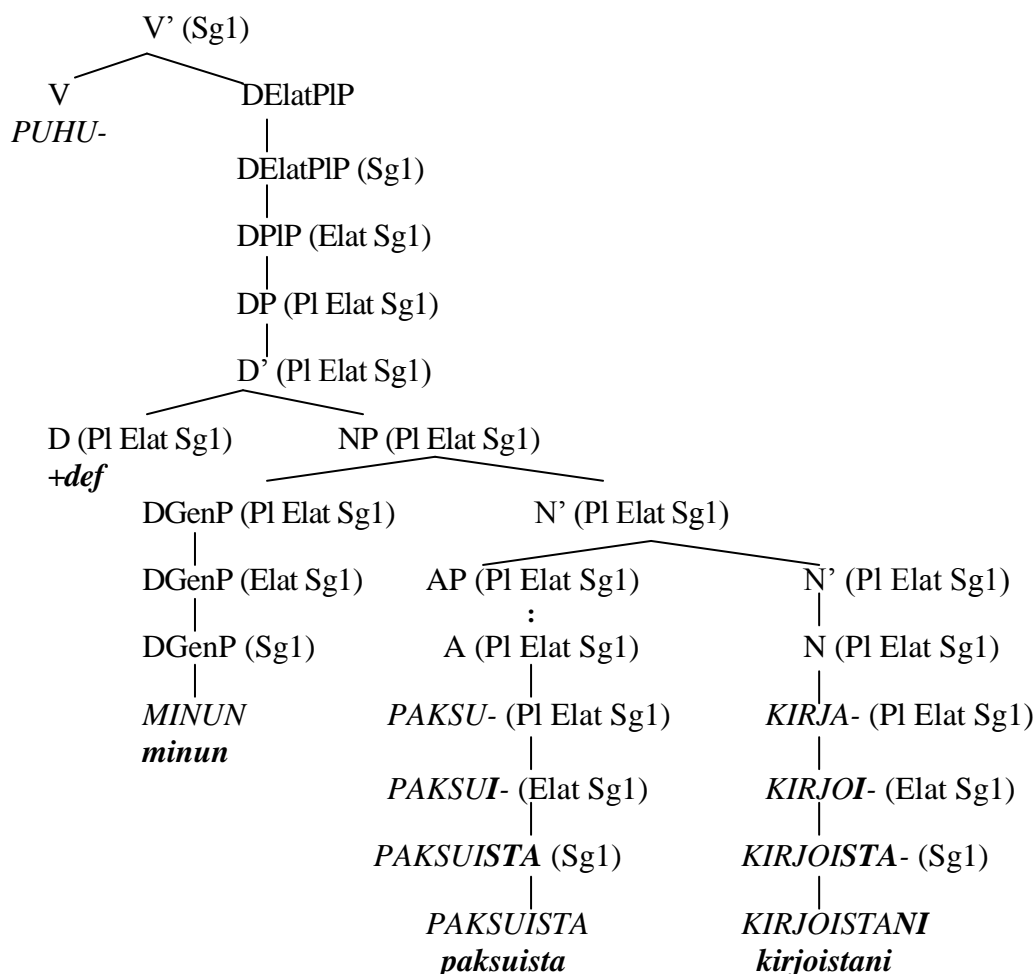 V’ (Sg1)
V DElatPlP
PUHU-
DElatPlP (Sg1)
DPlP (Elat Sg1)
DP (Pl Elat Sg1)
D’ (Pl Elat Sg1)
D (Pl Elat Sg1) NP (Pl Elat Sg1)
+def
DGenP (Pl Elat Sg1) N’ (Pl Elat Sg1)
DGenP (Elat Sg1) AP (Pl Elat Sg1) N’ (Pl Elat Sg1)
:
DGenP (Sg1) A (Pl Elat Sg1) N (Pl Elat Sg1)
MINUN PAKSU- (Pl Elat Sg1) KIRJA- (Pl Elat Sg1)
minun
PAKSUI- (Elat Sg1) KIRJOI- (Elat Sg1)
PAKSUISTA (Sg1) KIRJOISTA- (Sg1)
PAKSUISTA KIRJOISTANI
paksuista kirjoistani